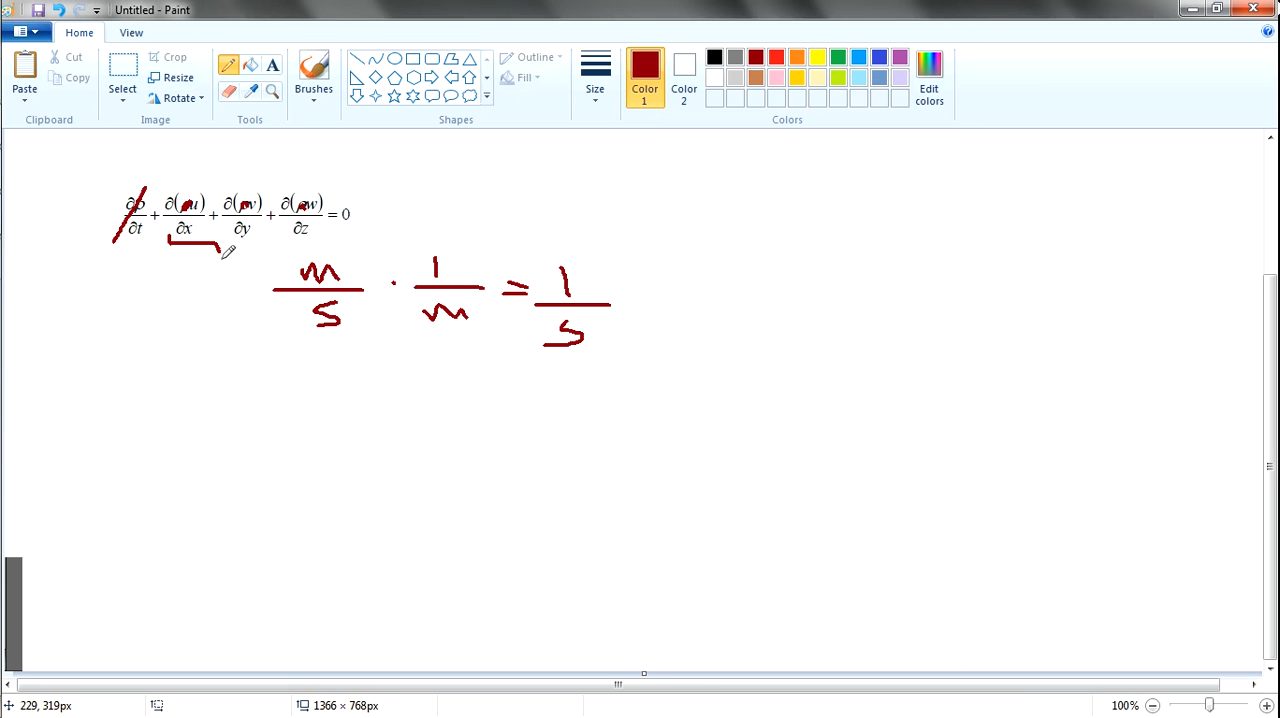 Untitled - Paint
Home View
Paste
Cut
Copy
Clipboard
Select
Crop
Resize
Rotate
Image
A
Tools
Brushes
Outline
Fill
Shapes
Size
Color 1
Color 2
Edit colors
Colors
∂ρ/∂t + ∂(ρu)/∂x + ∂(ρv)/∂y + ∂(ρw)/∂z = 0
m/s · 1/m = 1/s
229, 319px
1366 × 768px
100%